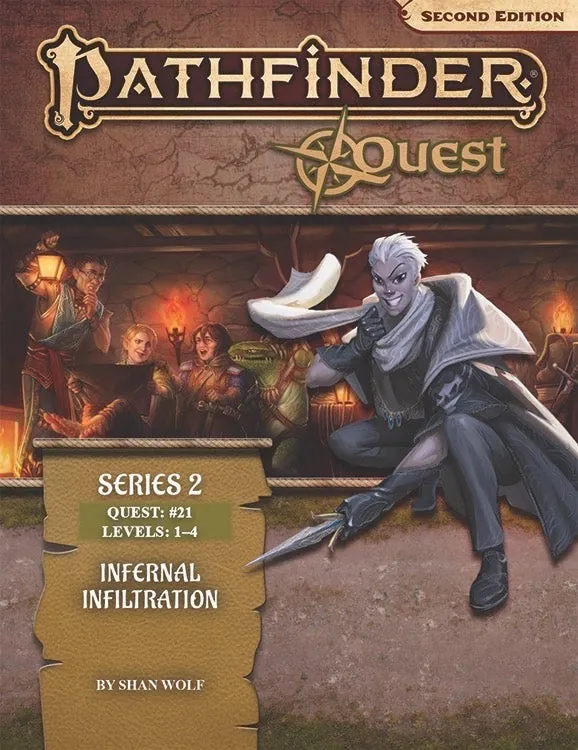 SECOND EDITION
PATHFINDER®
QUEST
SERIES 2
QUEST: #21
LEVELS: 1–4
INFERNAL
INFILTRATION
BY SHAN WOLF